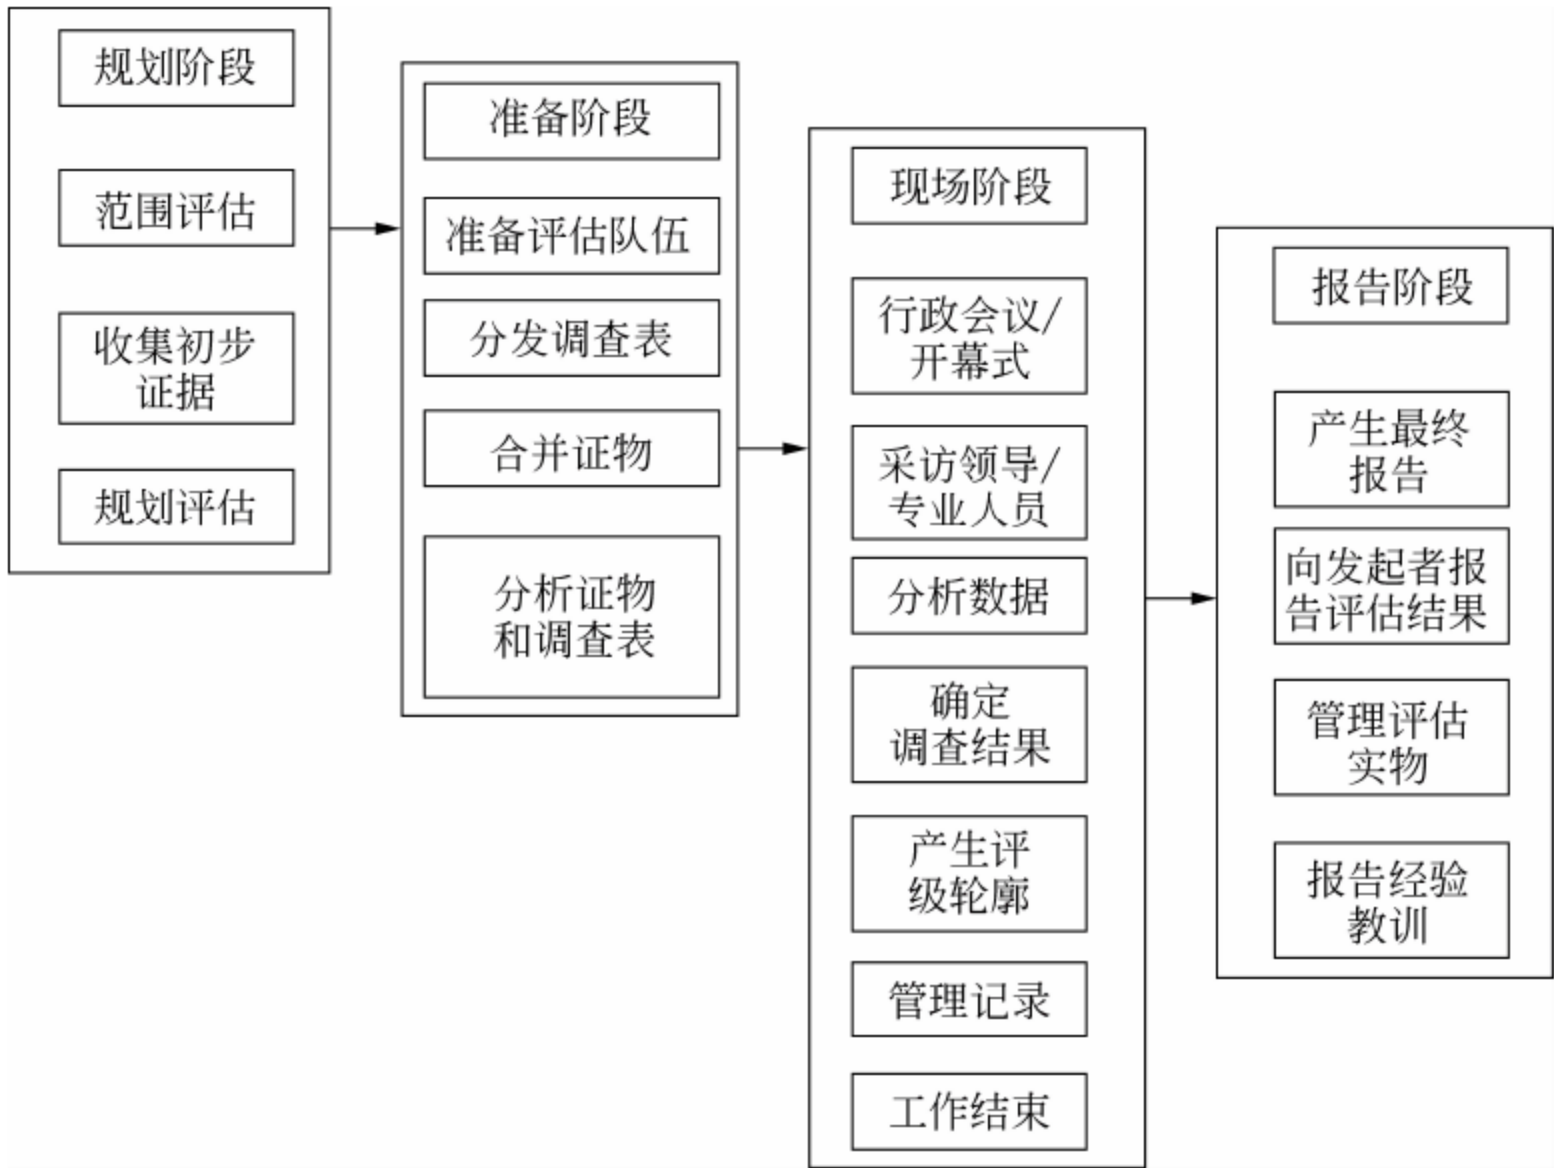 规划阶段
范围评估
收集初步
证据
规划评估
准备阶段
准备评估队伍
分发调查表
合并证物
分析证物
和调查表
现场阶段
行政会议/
开幕式
采访领导/
专业人员
分析数据
确定
调查结果
产生评
级轮廓
管理记录
工作结束
报告阶段
产生最终
报告
向发起者报
告评估结果
管理评估
实物
报告经验
教训